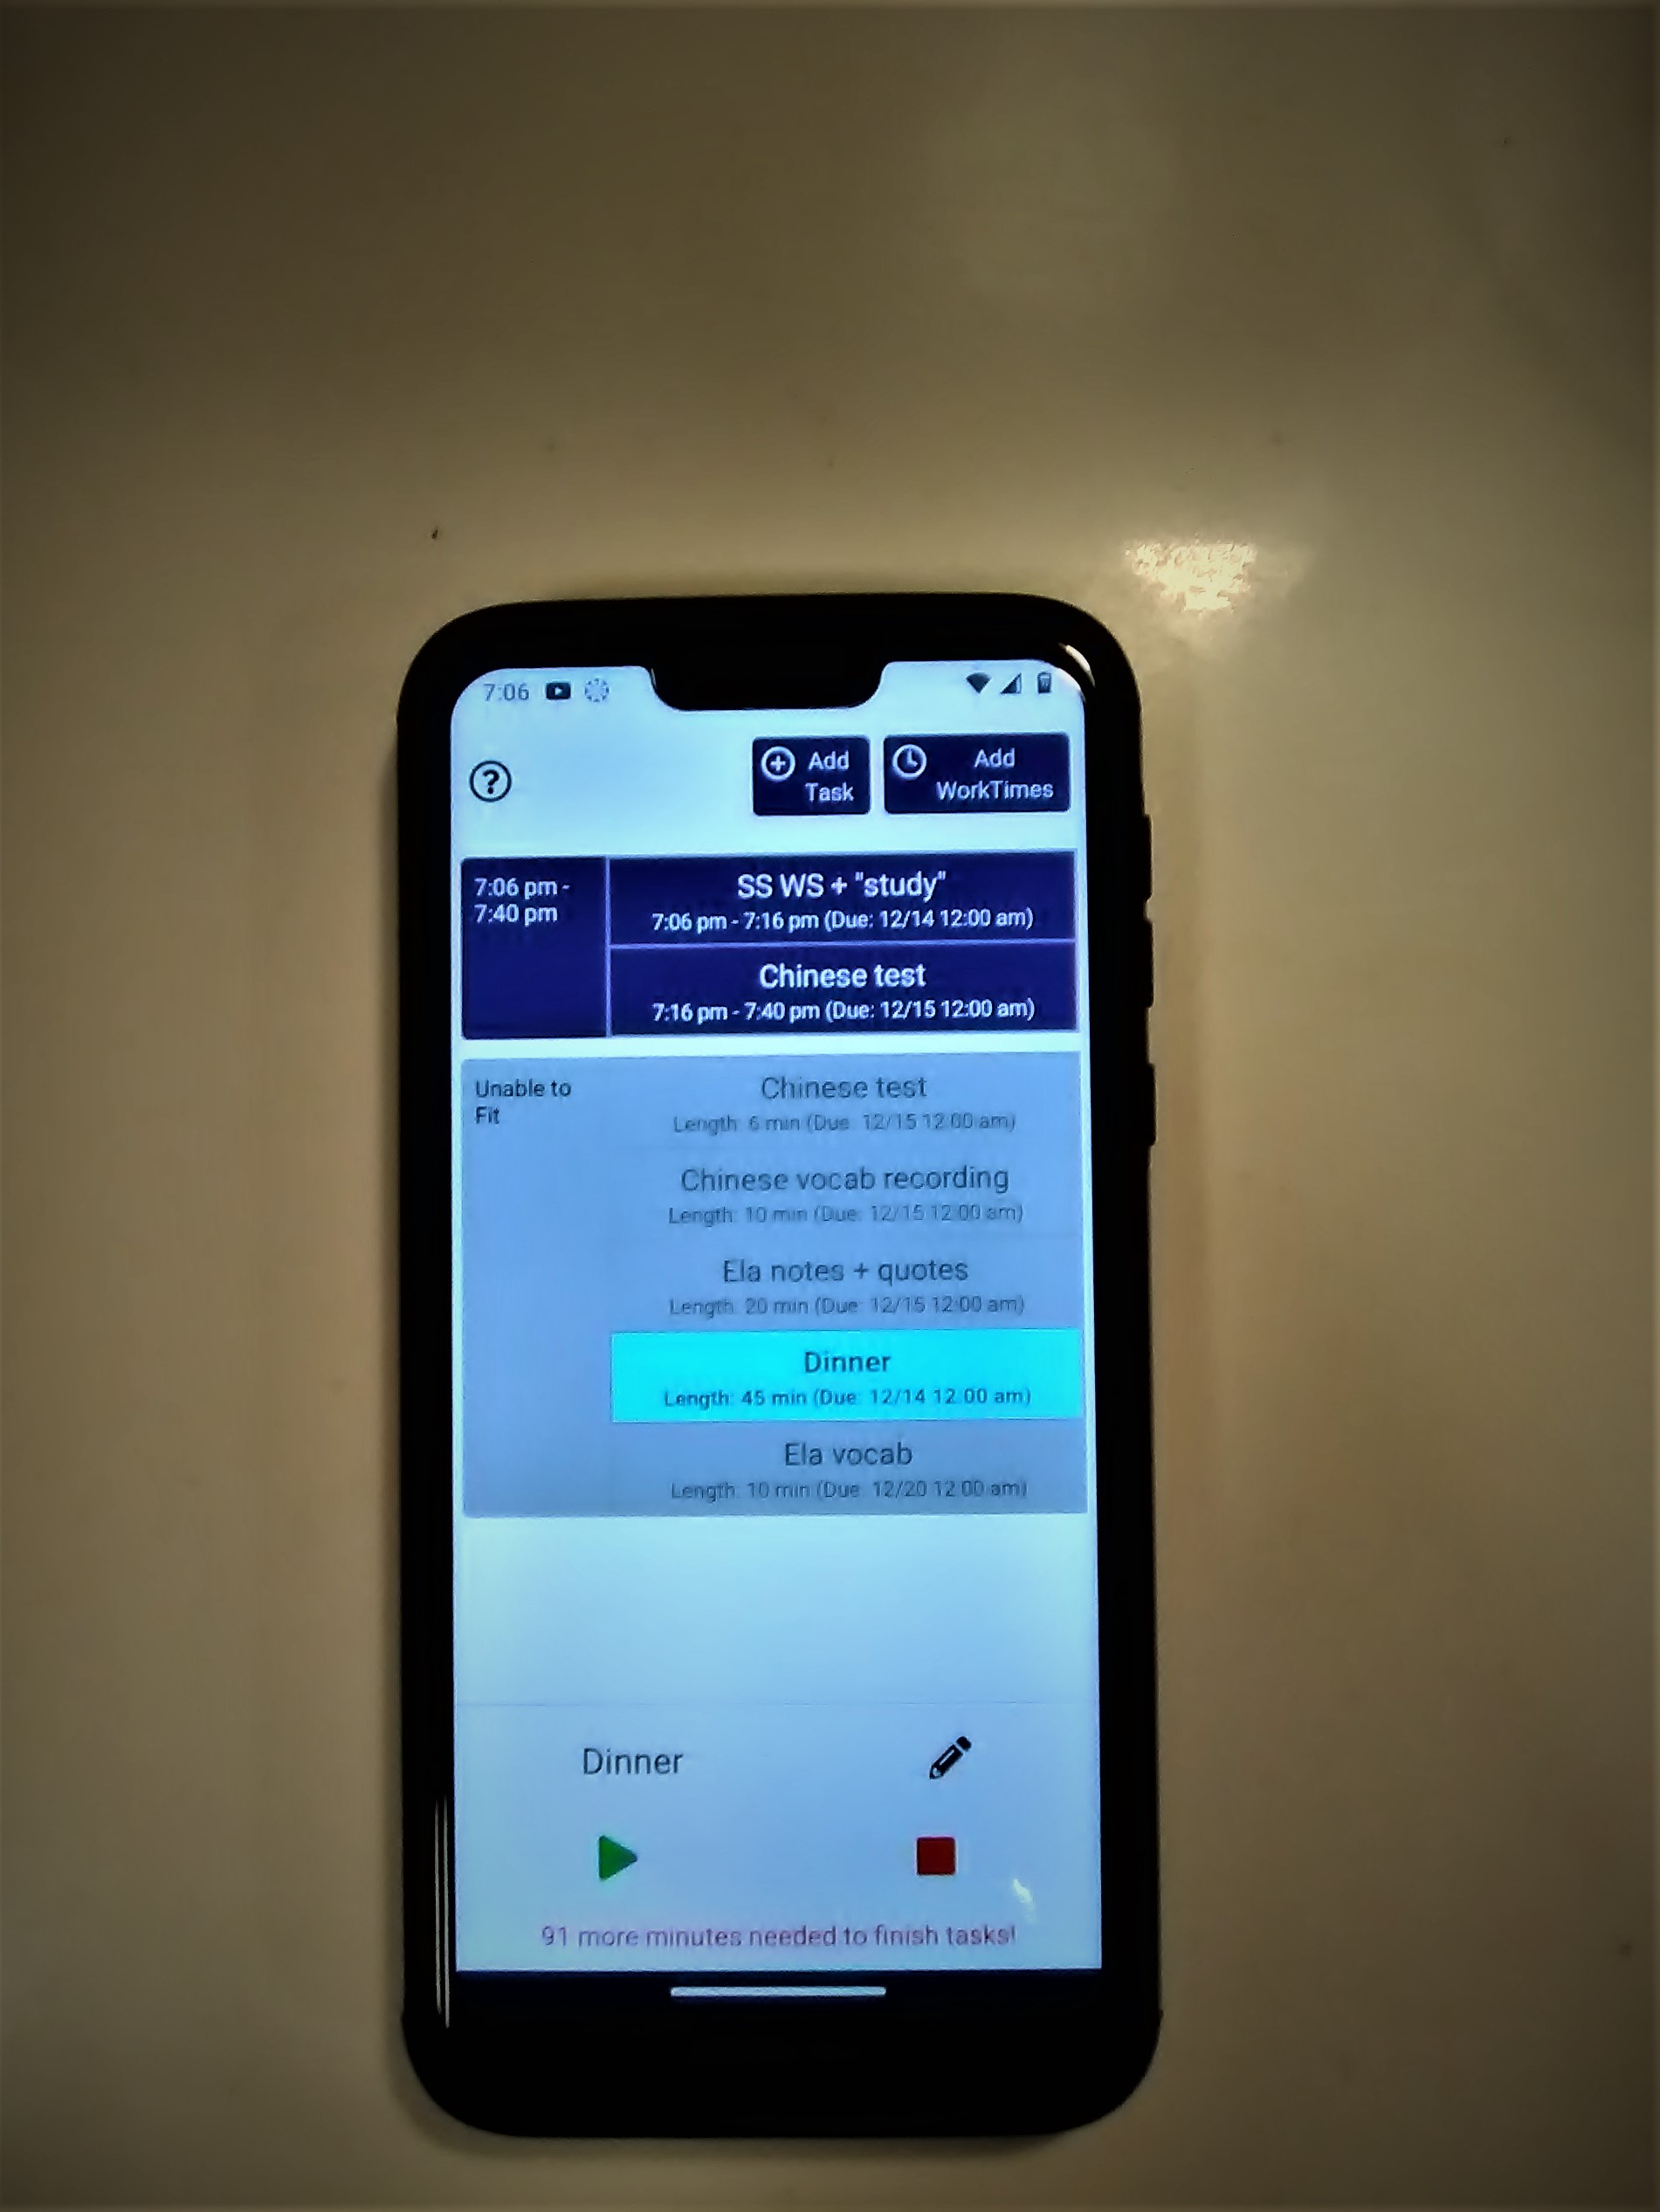 7:06
Add
Task
Add
WorkTimes
7:06 pm -
7:40 pm
SS WS + "study"
7:06 pm - 7:16 pm (Due: 12/14 12:00 am)
Chinese test
7:16 pm - 7:40 pm (Due: 12/15 12:00 am)
Unable to
Fit
Chinese test
Length: 6 min (Due: 12/15 12:00 am)
Chinese vocab recording
Length: 10 min (Due: 12/15 12:00 am)
Ela notes + quotes
Length: 20 min (Due: 12/15 12:00 am)
Dinner
Length: 45 min (Due: 12/14 12:00 am)
Ela vocab
Length: 10 min (Due: 12/20 12:00 am)
Dinner
91 more minutes needed to finish tasks!